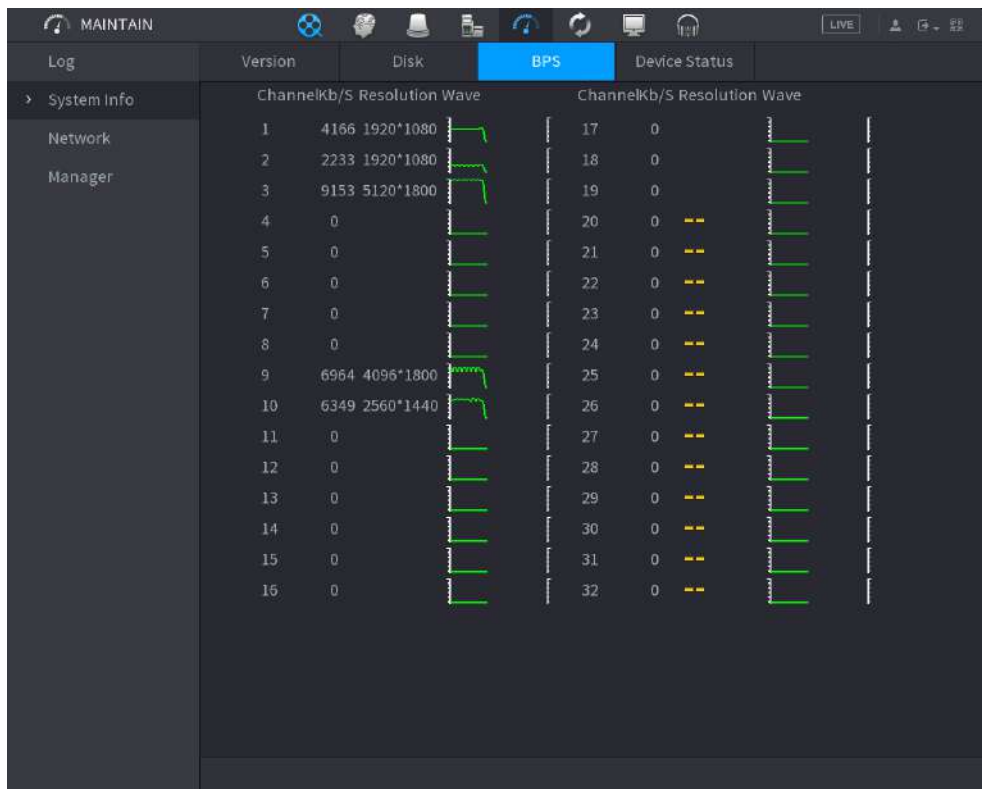 MAINTAIN LIVE
Log Version Disk BPS Device Status
System Info ChannelKb/S Resolution Wave ChannelKb/S Resolution Wave
1 4166 1920*1080 17 0
Network
2 2233 1920*1080 18 0
Manager
3 9153 5120*1800 19 0
4 0 20 0 --
5 0 21 0 --
6 0 22 0 --
7 0 23 0 --
8 0 24 0 --
9 6964 4096*1800 25 0 --
10 6349 2560*1440 26 0 --
11 0 27 0 --
12 0 28 0 --
13 0 29 0 --
14 0 30 0 --
15 0 31 0 --
16 0 32 0 --